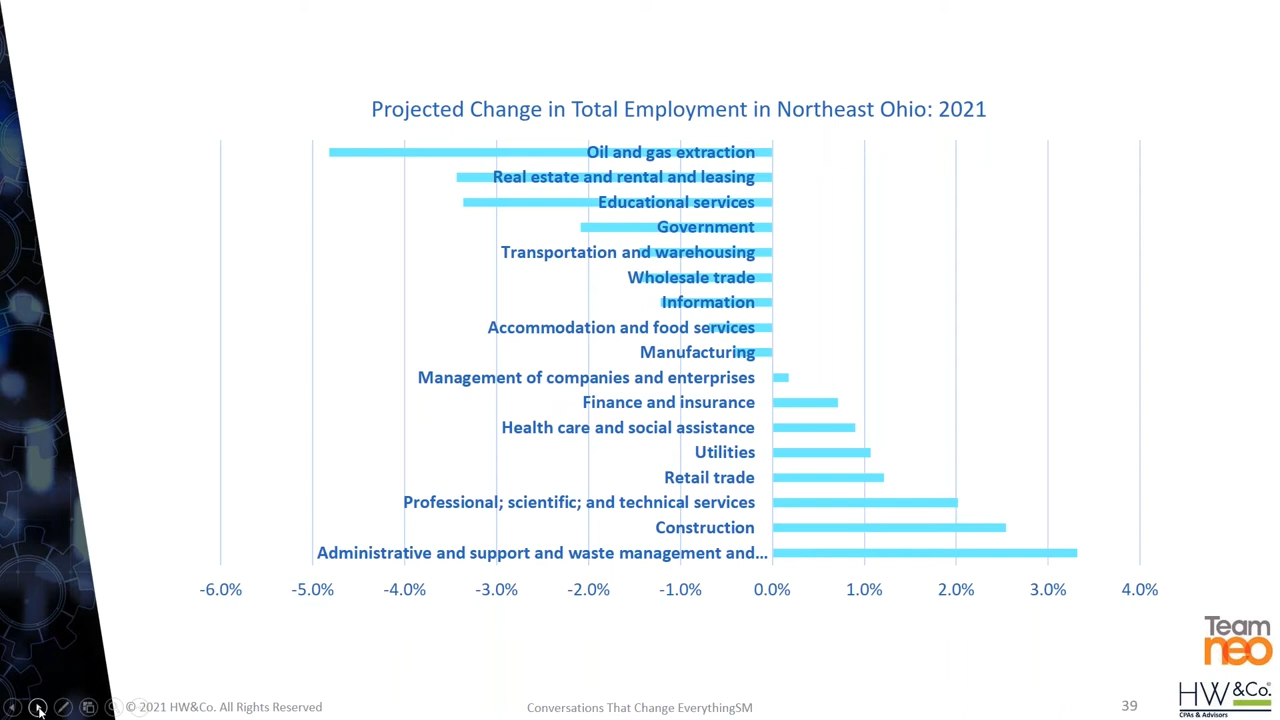 Projected Change in Total Employment in Northeast Ohio: 2021
Oil and gas extraction
Real estate and rental and leasing
Educational services
Government
Transportation and warehousing
Wholesale trade
Information
Accommodation and food services
Manufacturing
Management of companies and enterprises
Finance and insurance
Health care and social assistance
Utilities
Retail trade
Professional; scientific; and technical services
Construction
Administrative and support and waste management and...
-6.0% -5.0% -4.0% -3.0% -2.0% -1.0% 0.0% 1.0% 2.0% 3.0% 4.0%
Team
neo
HW&Co.®
CPAs & Advisors
© 2021 HW&Co. All Rights Reserved
Conversations That Change EverythingSM
39